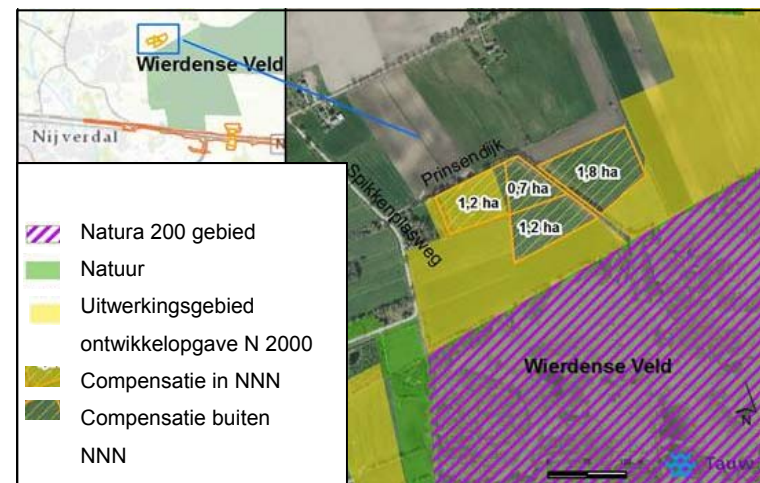 Wierdense Veld
Nijverdal
N
Natura 200 gebied
Natuur
Uitwerkingsgebied
ontwikkelopgave N 2000
Compensatie in NNN
Compensatie buiten
NNN
Prinsendijk
Spikkenplasweg
1,8 ha
0,7 ha
1,2 ha
1,2 ha
Wierdense Veld
N
Tauw